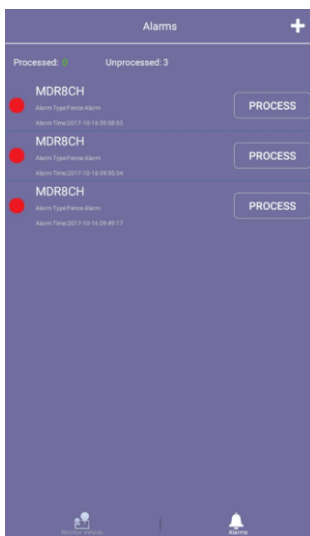 Alarms
Processed: 0 Unprocessed: 3
MDR8CH
Alarm Type:Fence Alarm
Alarm Time:2017-10-16 09:58:53
PROCESS
MDR8CH
Alarm Type:Fence Alarm
Alarm Time:2017-10-16 09:55:34
PROCESS
MDR8CH
Alarm Type:Fence Alarm
Alarm Time:2017-10-16 09:49:17
PROCESS
Monitor Vehicle
Alarms